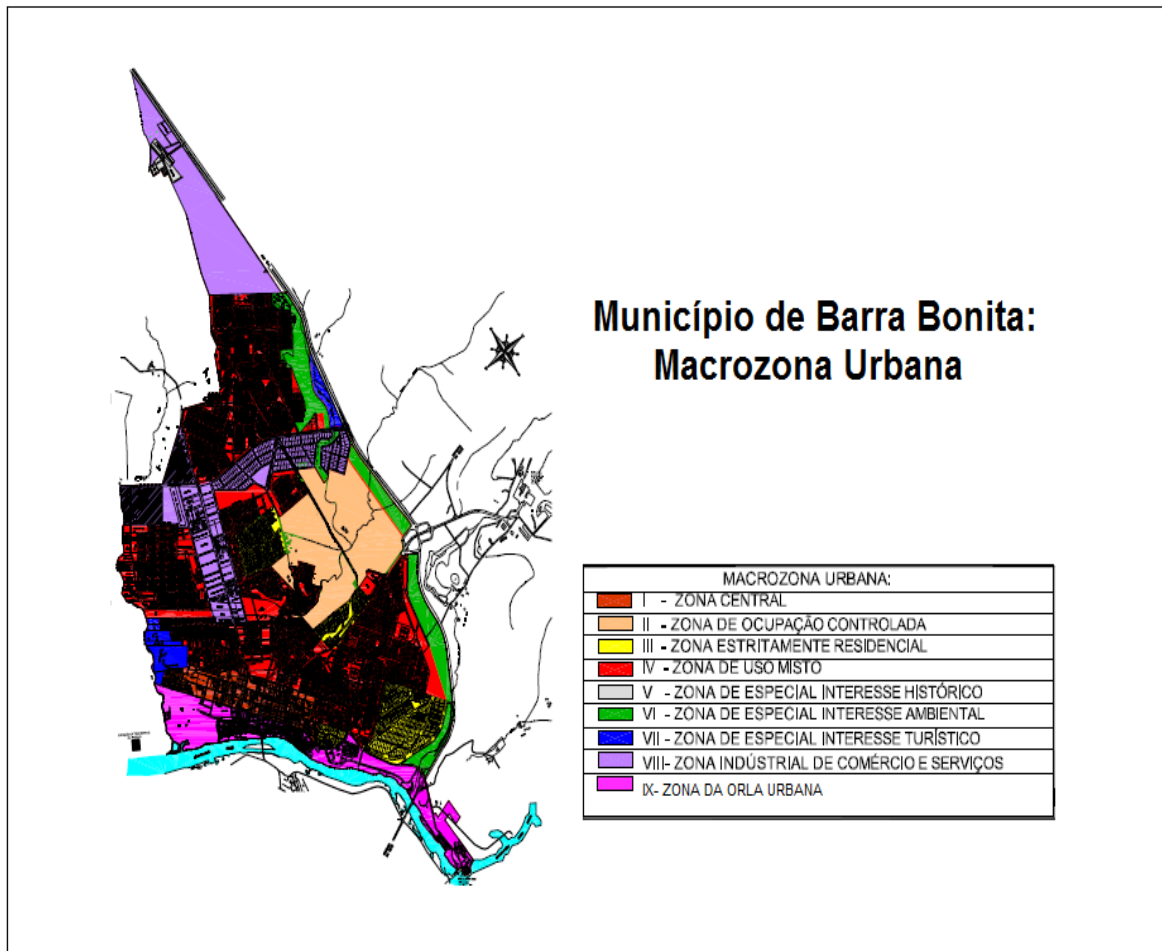 Município de Barra Bonita:
Macrozona Urbana
MACROZONA URBANA:
I - ZONA CENTRAL
II - ZONA DE OCUPAÇÃO CONTROLADA
III - ZONA ESTRITAMENTE RESIDENCIAL
IV - ZONA DE USO MISTO
V - ZONA DE ESPECIAL INTERESSE HISTÓRICO
VI - ZONA DE ESPECIAL INTERESSE AMBIENTAL
VII - ZONA DE ESPECIAL INTERESSE TURÍSTICO
VIII- ZONA INDÚSTRIAL DE COMÉRCIO E SERVIÇOS
IX- ZONA DA ORLA URBANA